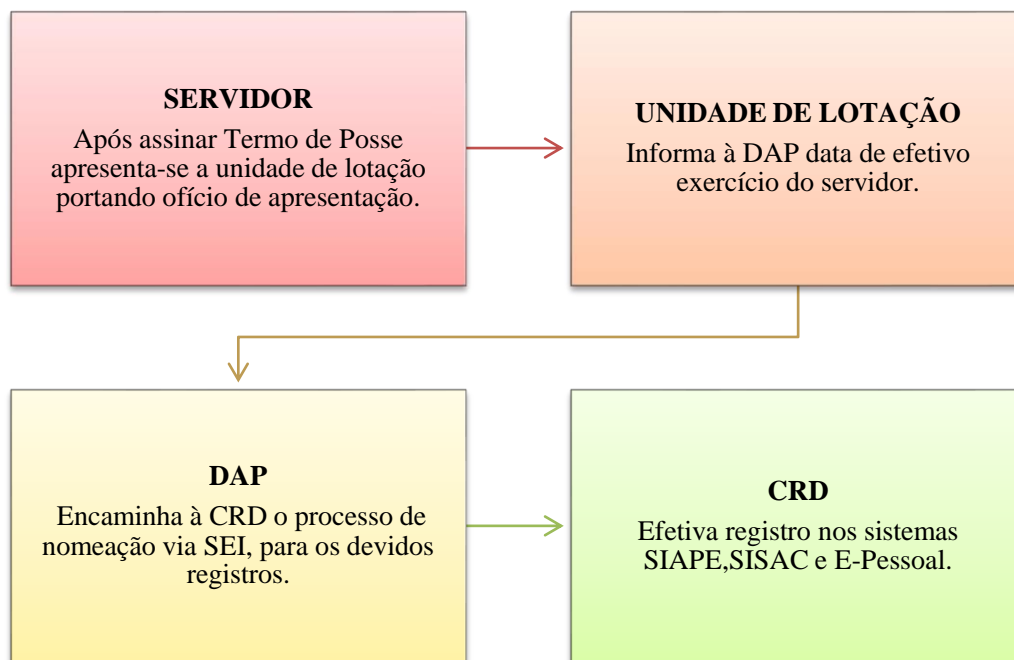 SERVIDOR
Após assinar Termo de Posse
apresenta-se a unidade de lotação
portando ofício de apresentação.
UNIDADE DE LOTAÇÃO
Informa à DAP data de efetivo
exercício do servidor.
DAP
Encaminha à CRD o processo de
nomeação via SEI, para os devidos
registros.
CRD
Efetiva registro nos sistemas
SIAPE,SISAC e E-Pessoal.